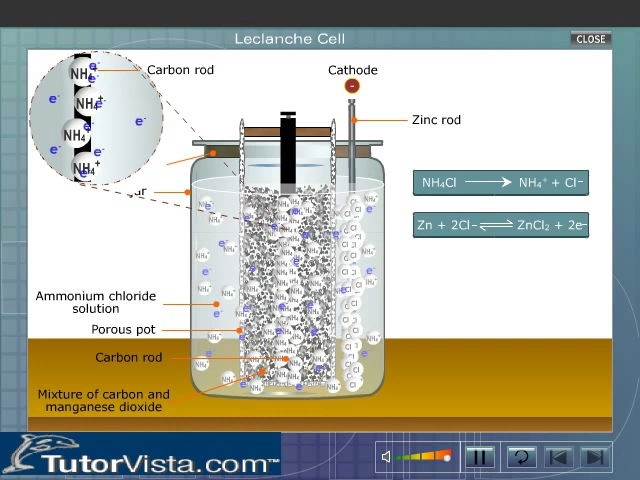 Leclanche Cell
CLOSE
Carbon rod
Cathode
-
Zinc rod
NH₄⁺
e⁻
NH₄Cl ⟶ NH₄⁺ + Cl⁻
Zn + 2Cl⁻ ⇌ ZnCl₂ + 2e⁻
Ammonium chloride
solution
Porous pot
Carbon rod
Mixture of carbon and
manganese dioxide
TutorVista.com™